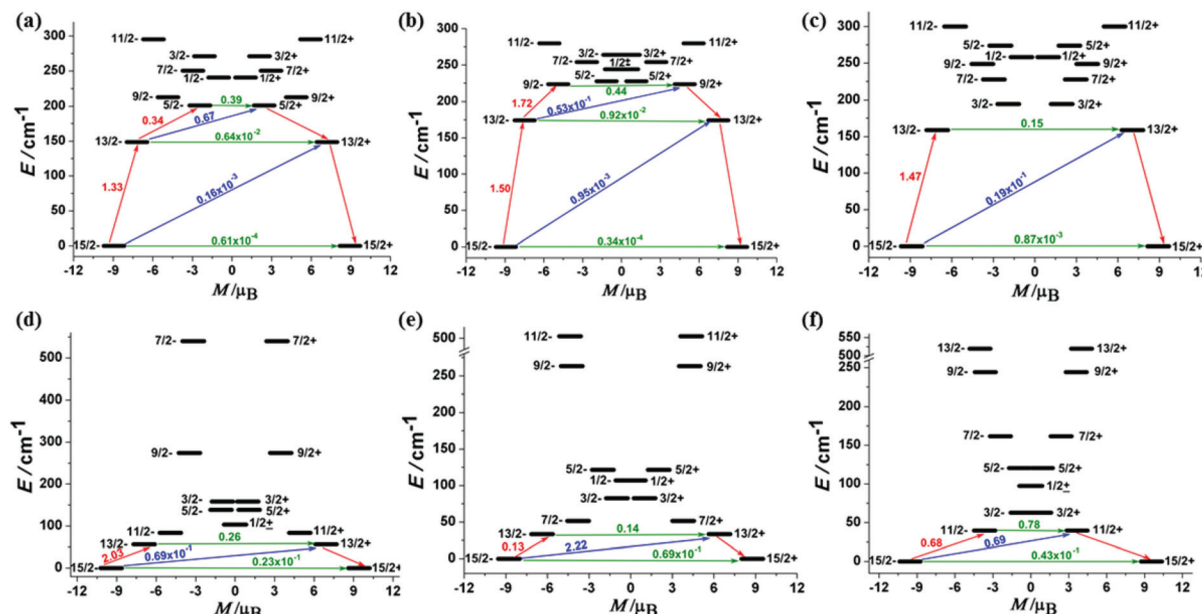 (a)
300
250
200
150
100
50
0
E /cm⁻¹
11/2- 11/2+
3/2- 3/2+
7/2- 7/2+
1/2- 1/2+
9/2- 9/2+
5/2- 0.39 5/2+
0.34 0.67
13/2- 0.64x10⁻² 13/2+
1.33 0.16x10⁻³
15/2- 0.61x10⁻⁴ 15/2+
-12 -9 -6 -3 0 3 6 9 12
M /μB
(b)
300
250
200
150
100
50
0
E /cm⁻¹
11/2- 11/2+
3/2- 3/2+
7/2- 1/2± 7/2+
5/2- 5/2+
9/2- 0.44 9/2+
1.72 0.53x10⁻¹
13/2- 0.92x10⁻² 13/2+
1.50 0.95x10⁻³
15/2- 0.34x10⁻⁴ 15/2+
-12 -9 -6 -3 0 3 6 9 12
M /μB
(c)
300
250
200
150
100
50
0
E /cm⁻¹
11/2- 11/2+
5/2- 5/2+
1/2- 1/2+
9/2- 9/2+
7/2- 7/2+
3/2- 3/2+
13/2- 0.15 13/2+
1.47 0.19x10⁻¹
15/2- 0.87x10⁻³ 15/2+
-12 -9 -6 -3 0 3 6 9 12
M /μB
(d)
500
400
300
200
100
0
E /cm⁻¹
7/2- 7/2+
9/2- 9/2+
3/2- 3/2+
5/2- 5/2+
1/2±
11/2- 11/2+
13/2- 0.26 13/2+
2.03 0.69x10⁻¹
15/2- 0.23x10⁻¹ 15/2+
-12 -9 -6 -3 0 3 6 9 12
M /μB
(e)
500
250
200
150
100
50
0
E /cm⁻¹
11/2- 11/2+
9/2- 9/2+
5/2- 5/2+
1/2- 1/2+
3/2- 3/2+
7/2- 7/2+
13/2- 0.14 13/2+
0.13 2.22
15/2- 0.69x10⁻¹ 15/2+
-12 -9 -6 -3 0 3 6 9 12
M /μB
(f)
550
500
250
200
150
100
50
0
E /cm⁻¹
13/2- 13/2+
9/2- 9/2+
7/2- 7/2+
5/2- 5/2+
1/2±
3/2- 3/2+
11/2- 0.78 11/2+
0.68 0.69
15/2- 0.43x10⁻¹ 15/2+
-12 -9 -6 -3 0 3 6 9 12
M /μB